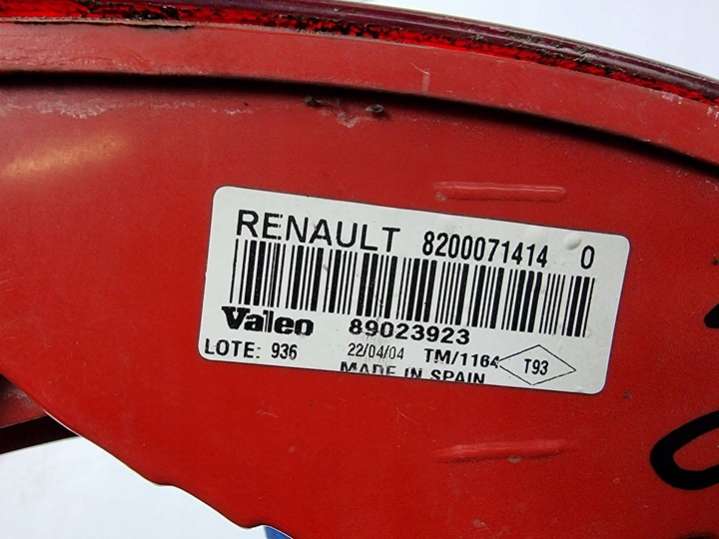 RENAULT 8200071414 0
Valeo 89023923
LOTE: 936 22/04/04 TM/1164 T93
MADE IN SPAIN